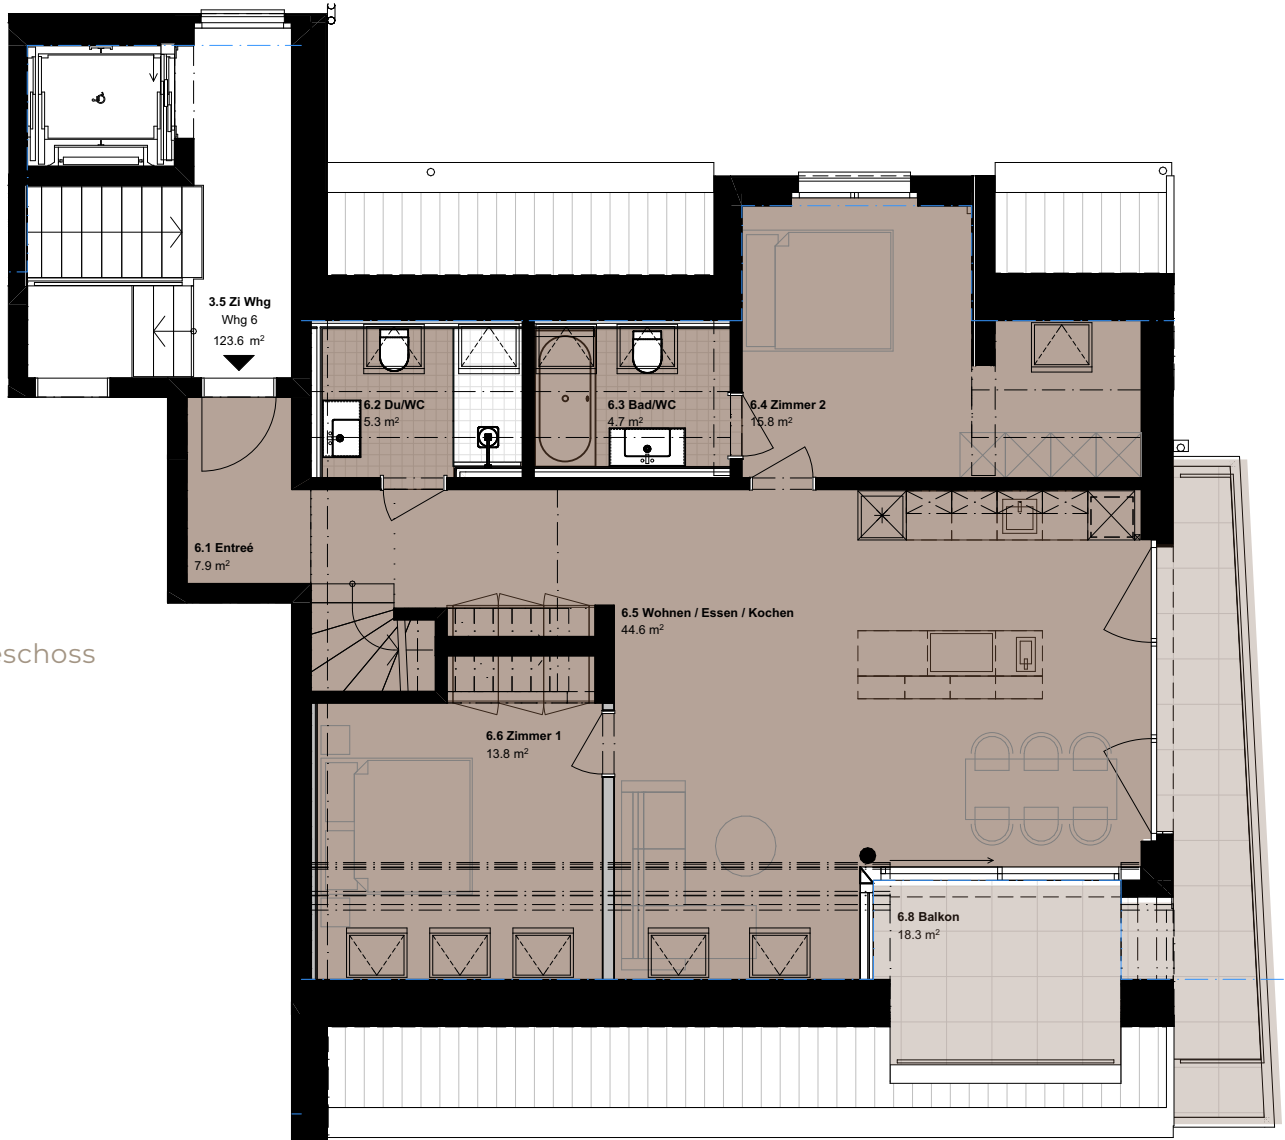 3.5 Zi Whg
Whg 6
123.6 m²
6.2 Du/WC
5.3 m²
6.3 Bad/WC
4.7 m²
6.4 Zimmer 2
15.8 m²
6.1 Entreé
7.9 m²
6.5 Wohnen / Essen / Kochen
44.6 m²
eschoss
6.6 Zimmer 1
13.8 m²
6.8 Balkon
18.3 m²